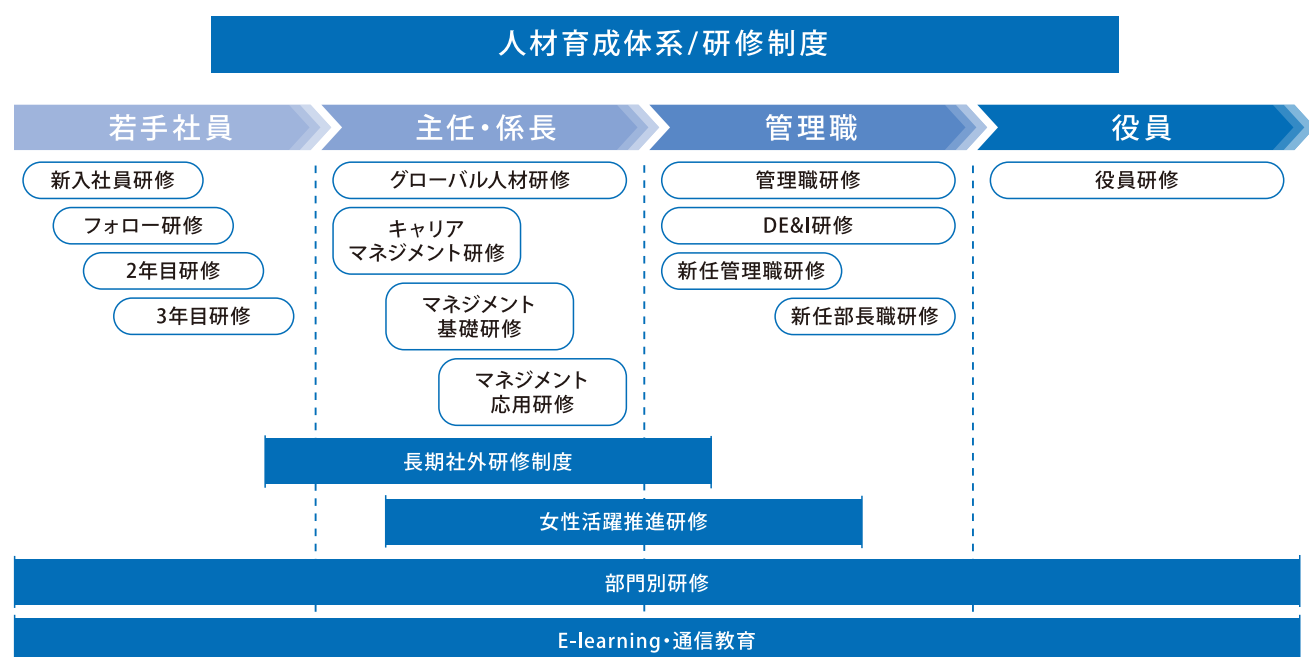 人材育成体系/研修制度
若手社員
主任・係長
管理職
役員
新入社員研修
フォロー研修
2年目研修
3年目研修
グローバル人材研修
キャリア
マネジメント研修
マネジメント
基礎研修
マネジメント
応用研修
管理職研修
DE&I研修
新任管理職研修
新任部長職研修
役員研修
長期社外研修制度
女性活躍推進研修
部門別研修
E-learning・通信教育